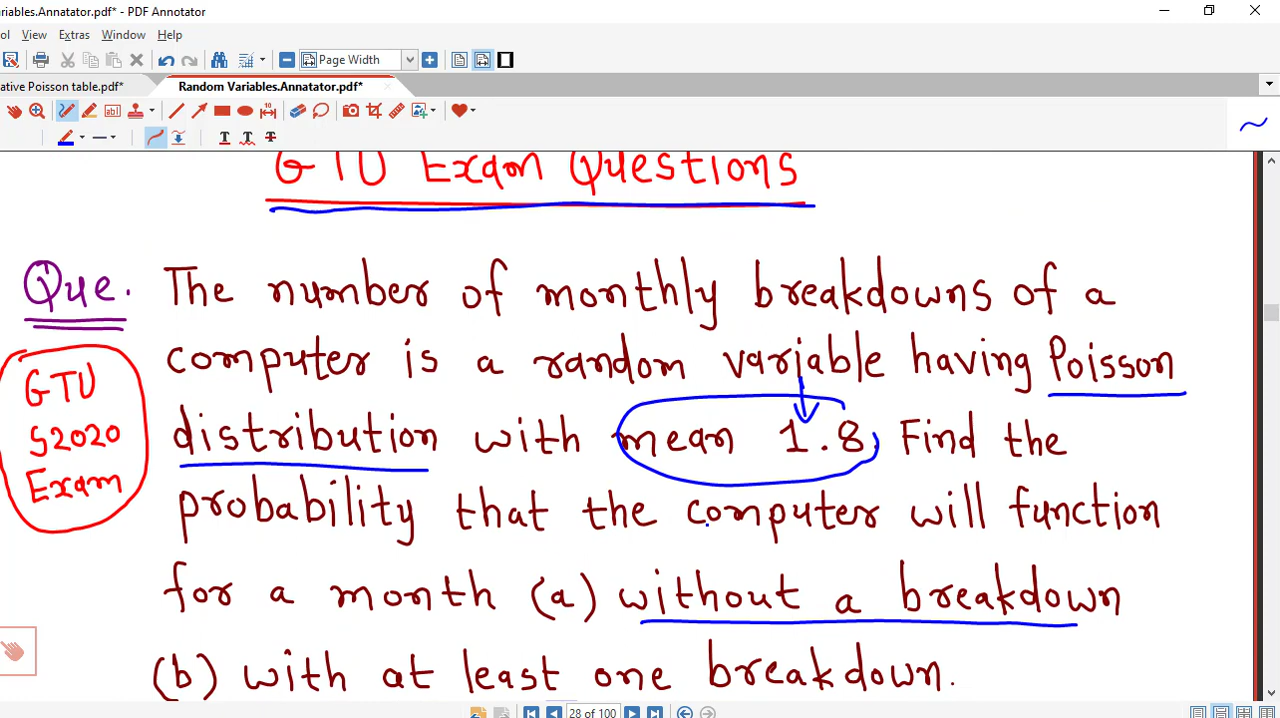 ariables.Annatator.pdf* - PDF Annotator
ol View Extras Window Help
Page Width
ative Poisson table.pdf* Random Variables.Annatator.pdf*
GTU Exam Questions
Que. The number of monthly breakdowns of a
computer is a random variable having Poisson
distribution with mean 1.8. Find the
probability that the computer will function
for a month (a) without a breakdown
(b) with at least one breakdown.
GTU
S2020
Exam
28 of 100